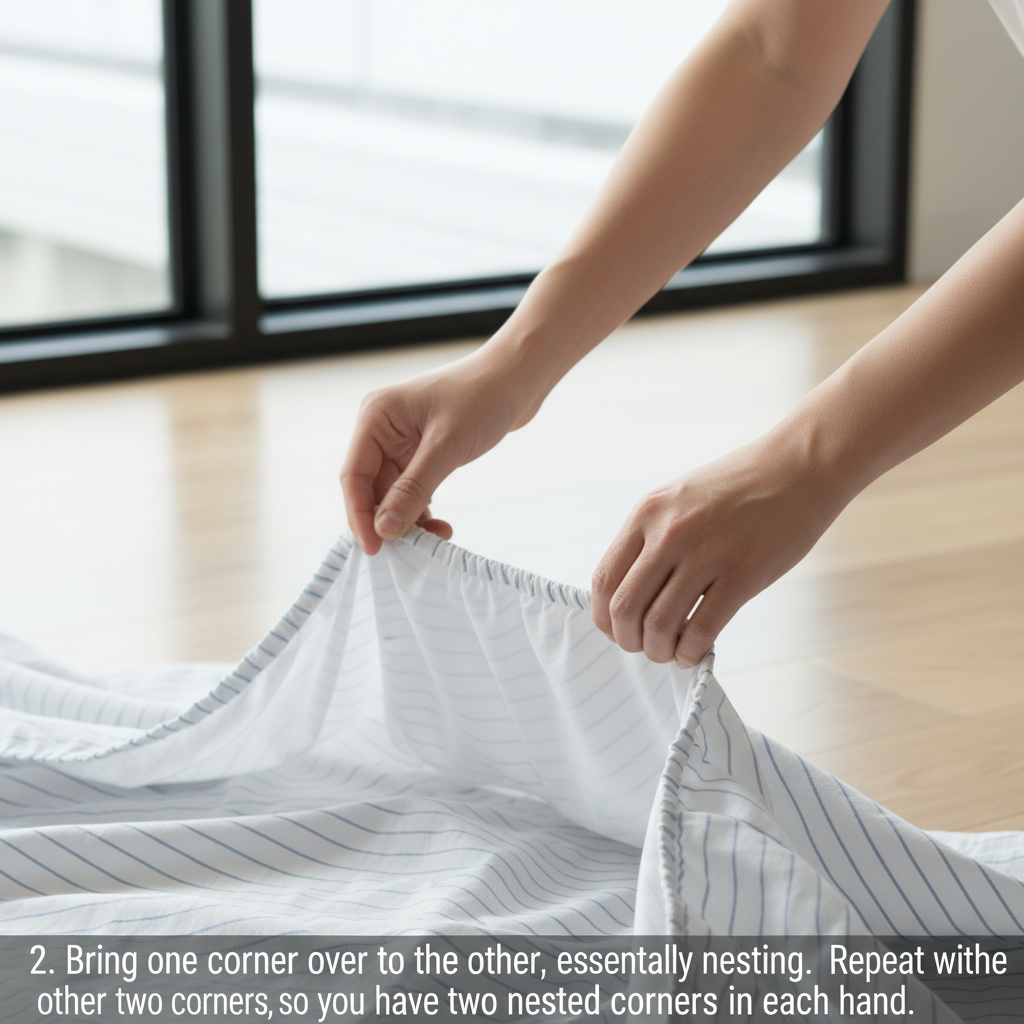 2. Bring one corner over to the other, essentally nesting. Repeat withe
other two corners, so you have two nested corners in each hand.